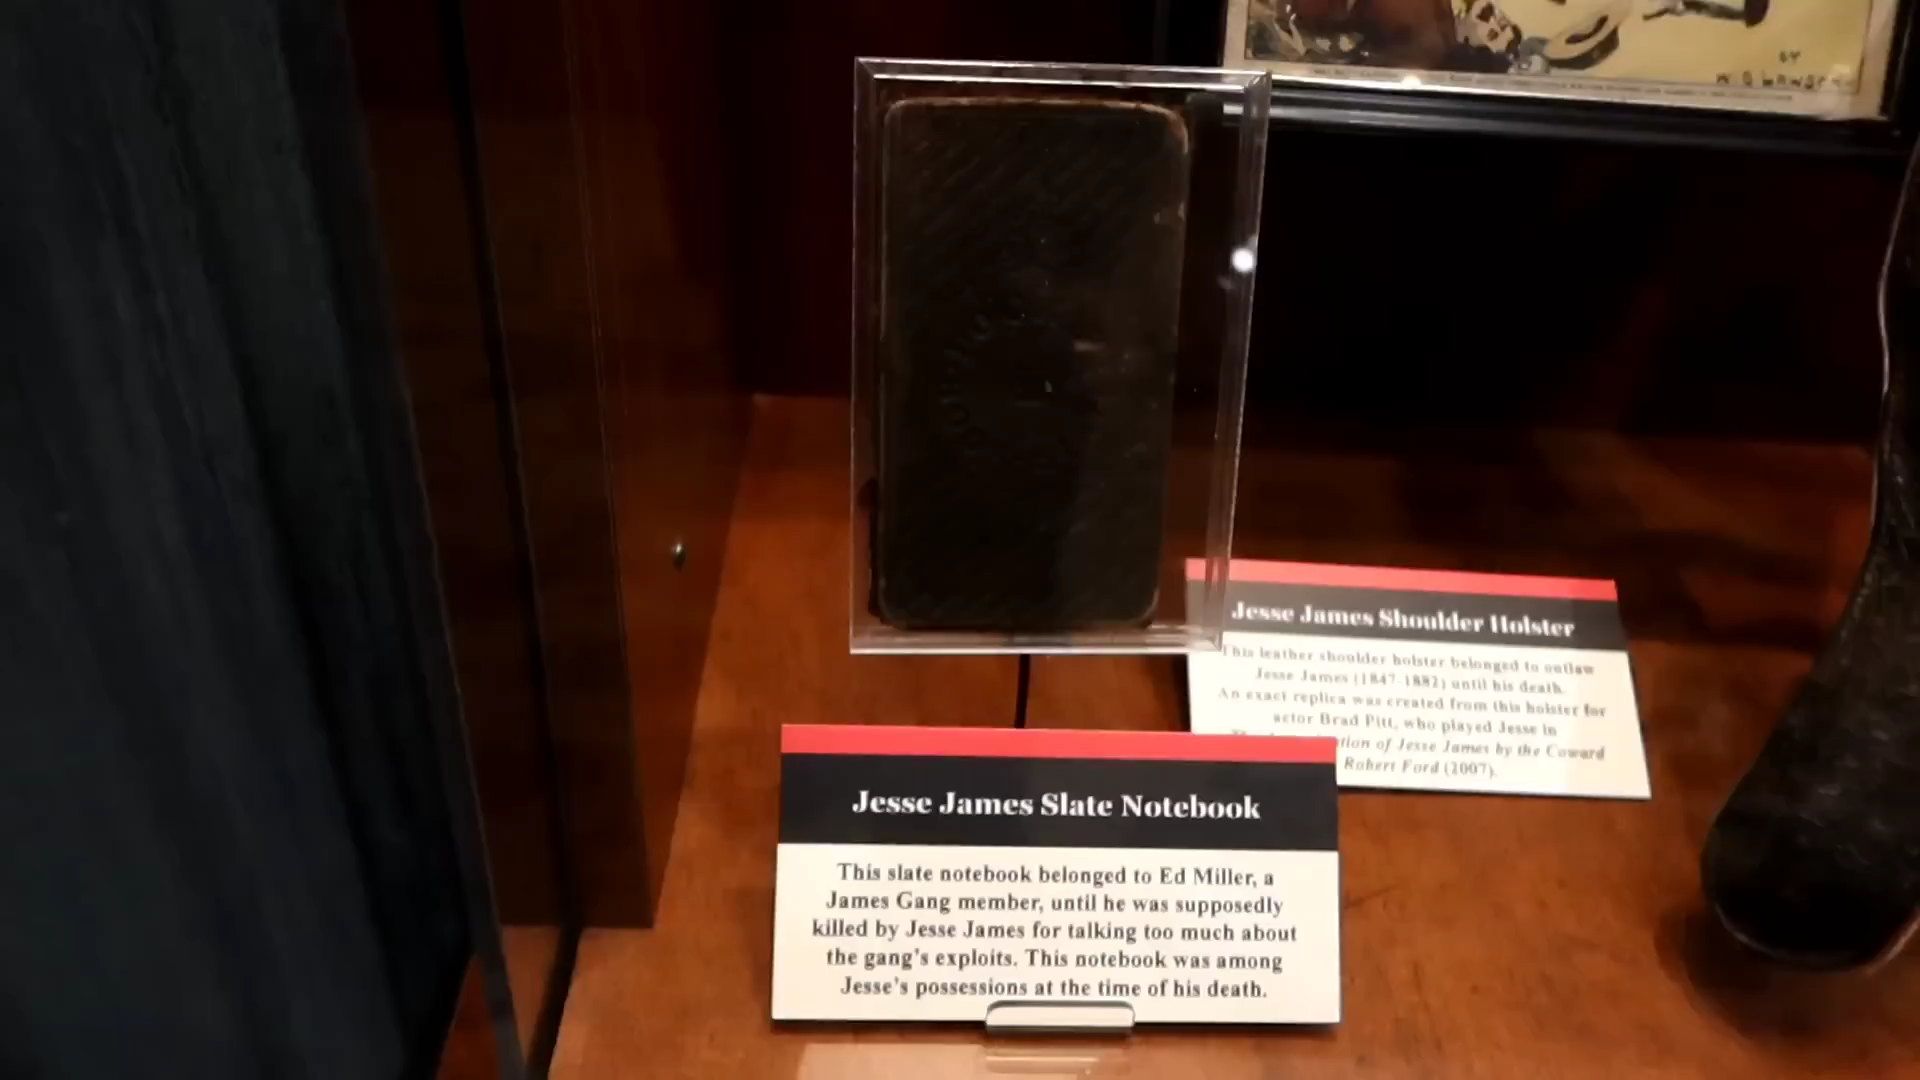 BY
Jesse James Shoulder Holster
This leather shoulder holster belonged to outlaw
Jesse James (1847-1882) until his death.
An exact replica was created from this holster for
actor Brad Pitt, who played Jesse in
of Jesse James by the Coward
Robert Ford (2007).
Jesse James Slate Notebook
This slate notebook belonged to Ed Miller, a
James Gang member, until he was supposedly
killed by Jesse James for talking too much about
the gang's exploits. This notebook was among
Jesse's possessions at the time of his death.